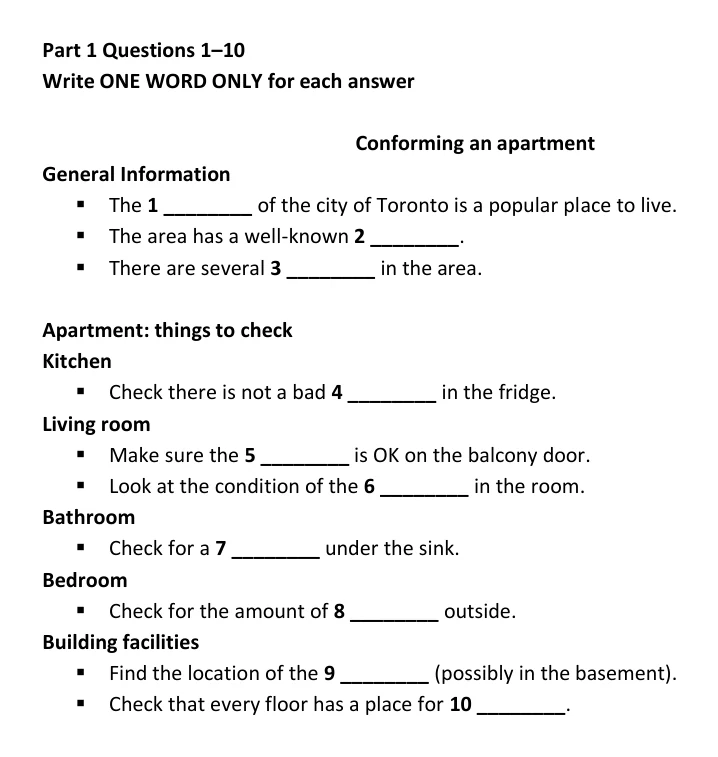 Part 1 Questions 1–10
Write ONE WORD ONLY for each answer
Conforming an apartment
General Information
▪ The 1 ________ of the city of Toronto is a popular place to live.
▪ The area has a well-known 2 ________.
▪ There are several 3 ________ in the area.
Apartment: things to check
Kitchen
▪ Check there is not a bad 4 ________ in the fridge.
Living room
▪ Make sure the 5 ________ is OK on the balcony door.
▪ Look at the condition of the 6 ________ in the room.
Bathroom
▪ Check for a 7 ________ under the sink.
Bedroom
▪ Check for the amount of 8 ________ outside.
Building facilities
▪ Find the location of the 9 ________ (possibly in the basement).
▪ Check that every floor has a place for 10 ________.